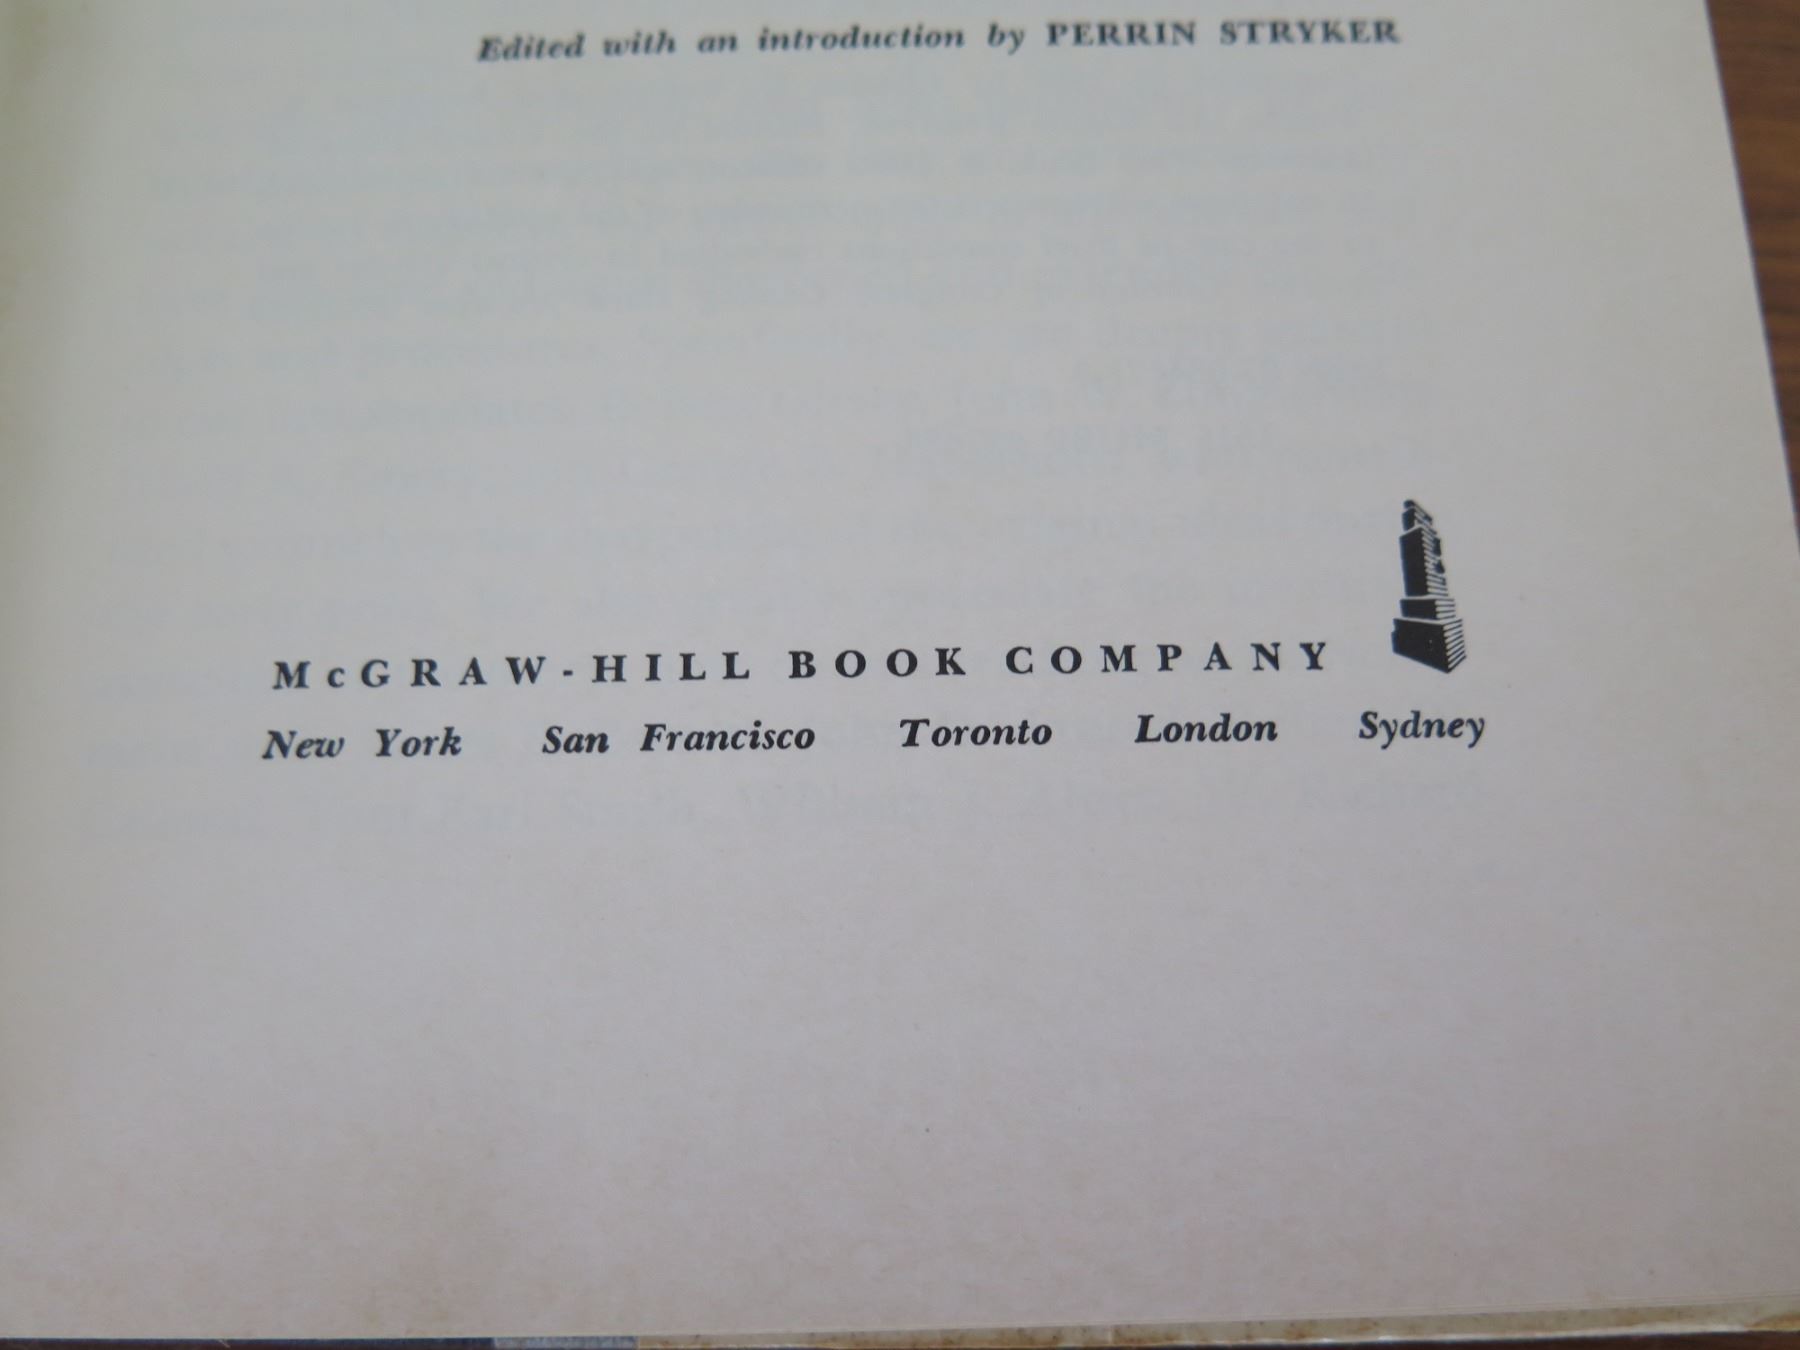 Edited with an introduction by PERRIN STRYKER
McGRAW-HILL BOOK COMPANY
New York San Francisco Toronto London Sydney